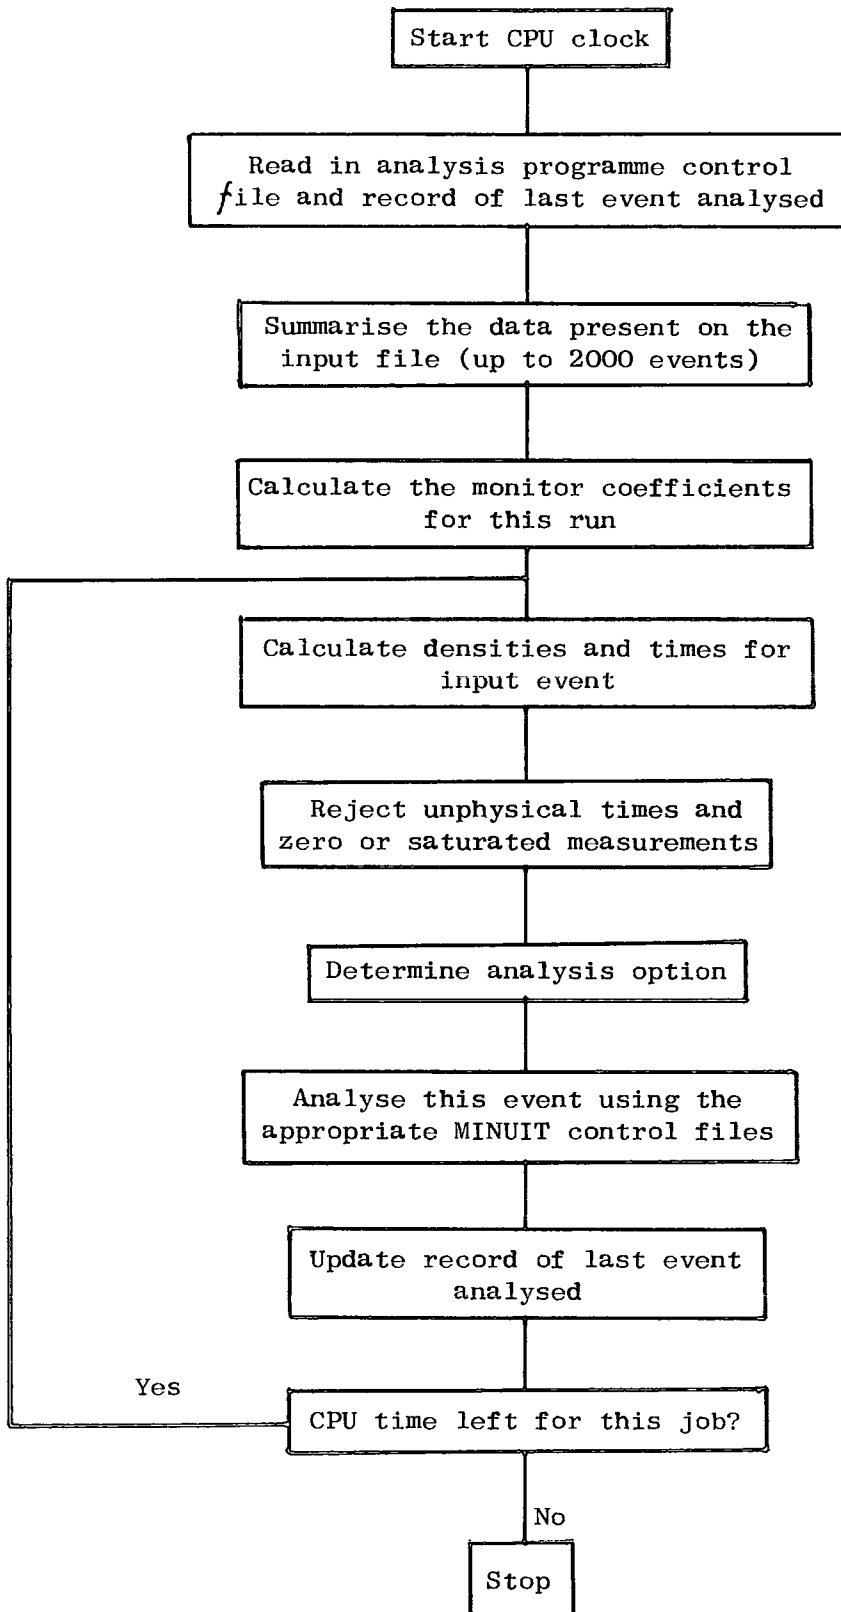 Start CPU clock
Read in analysis programme control
file and record of last event analysed
Summarise the data present on the
input file (up to 2000 events)
Calculate the monitor coefficients
for this run
Calculate densities and times for
input event
Reject unphysical times and
zero or saturated measurements
Determine analysis option
Analyse this event using the
appropriate MINUIT control files
Update record of last event
analysed
Yes
CPU time left for this job?
No
Stop